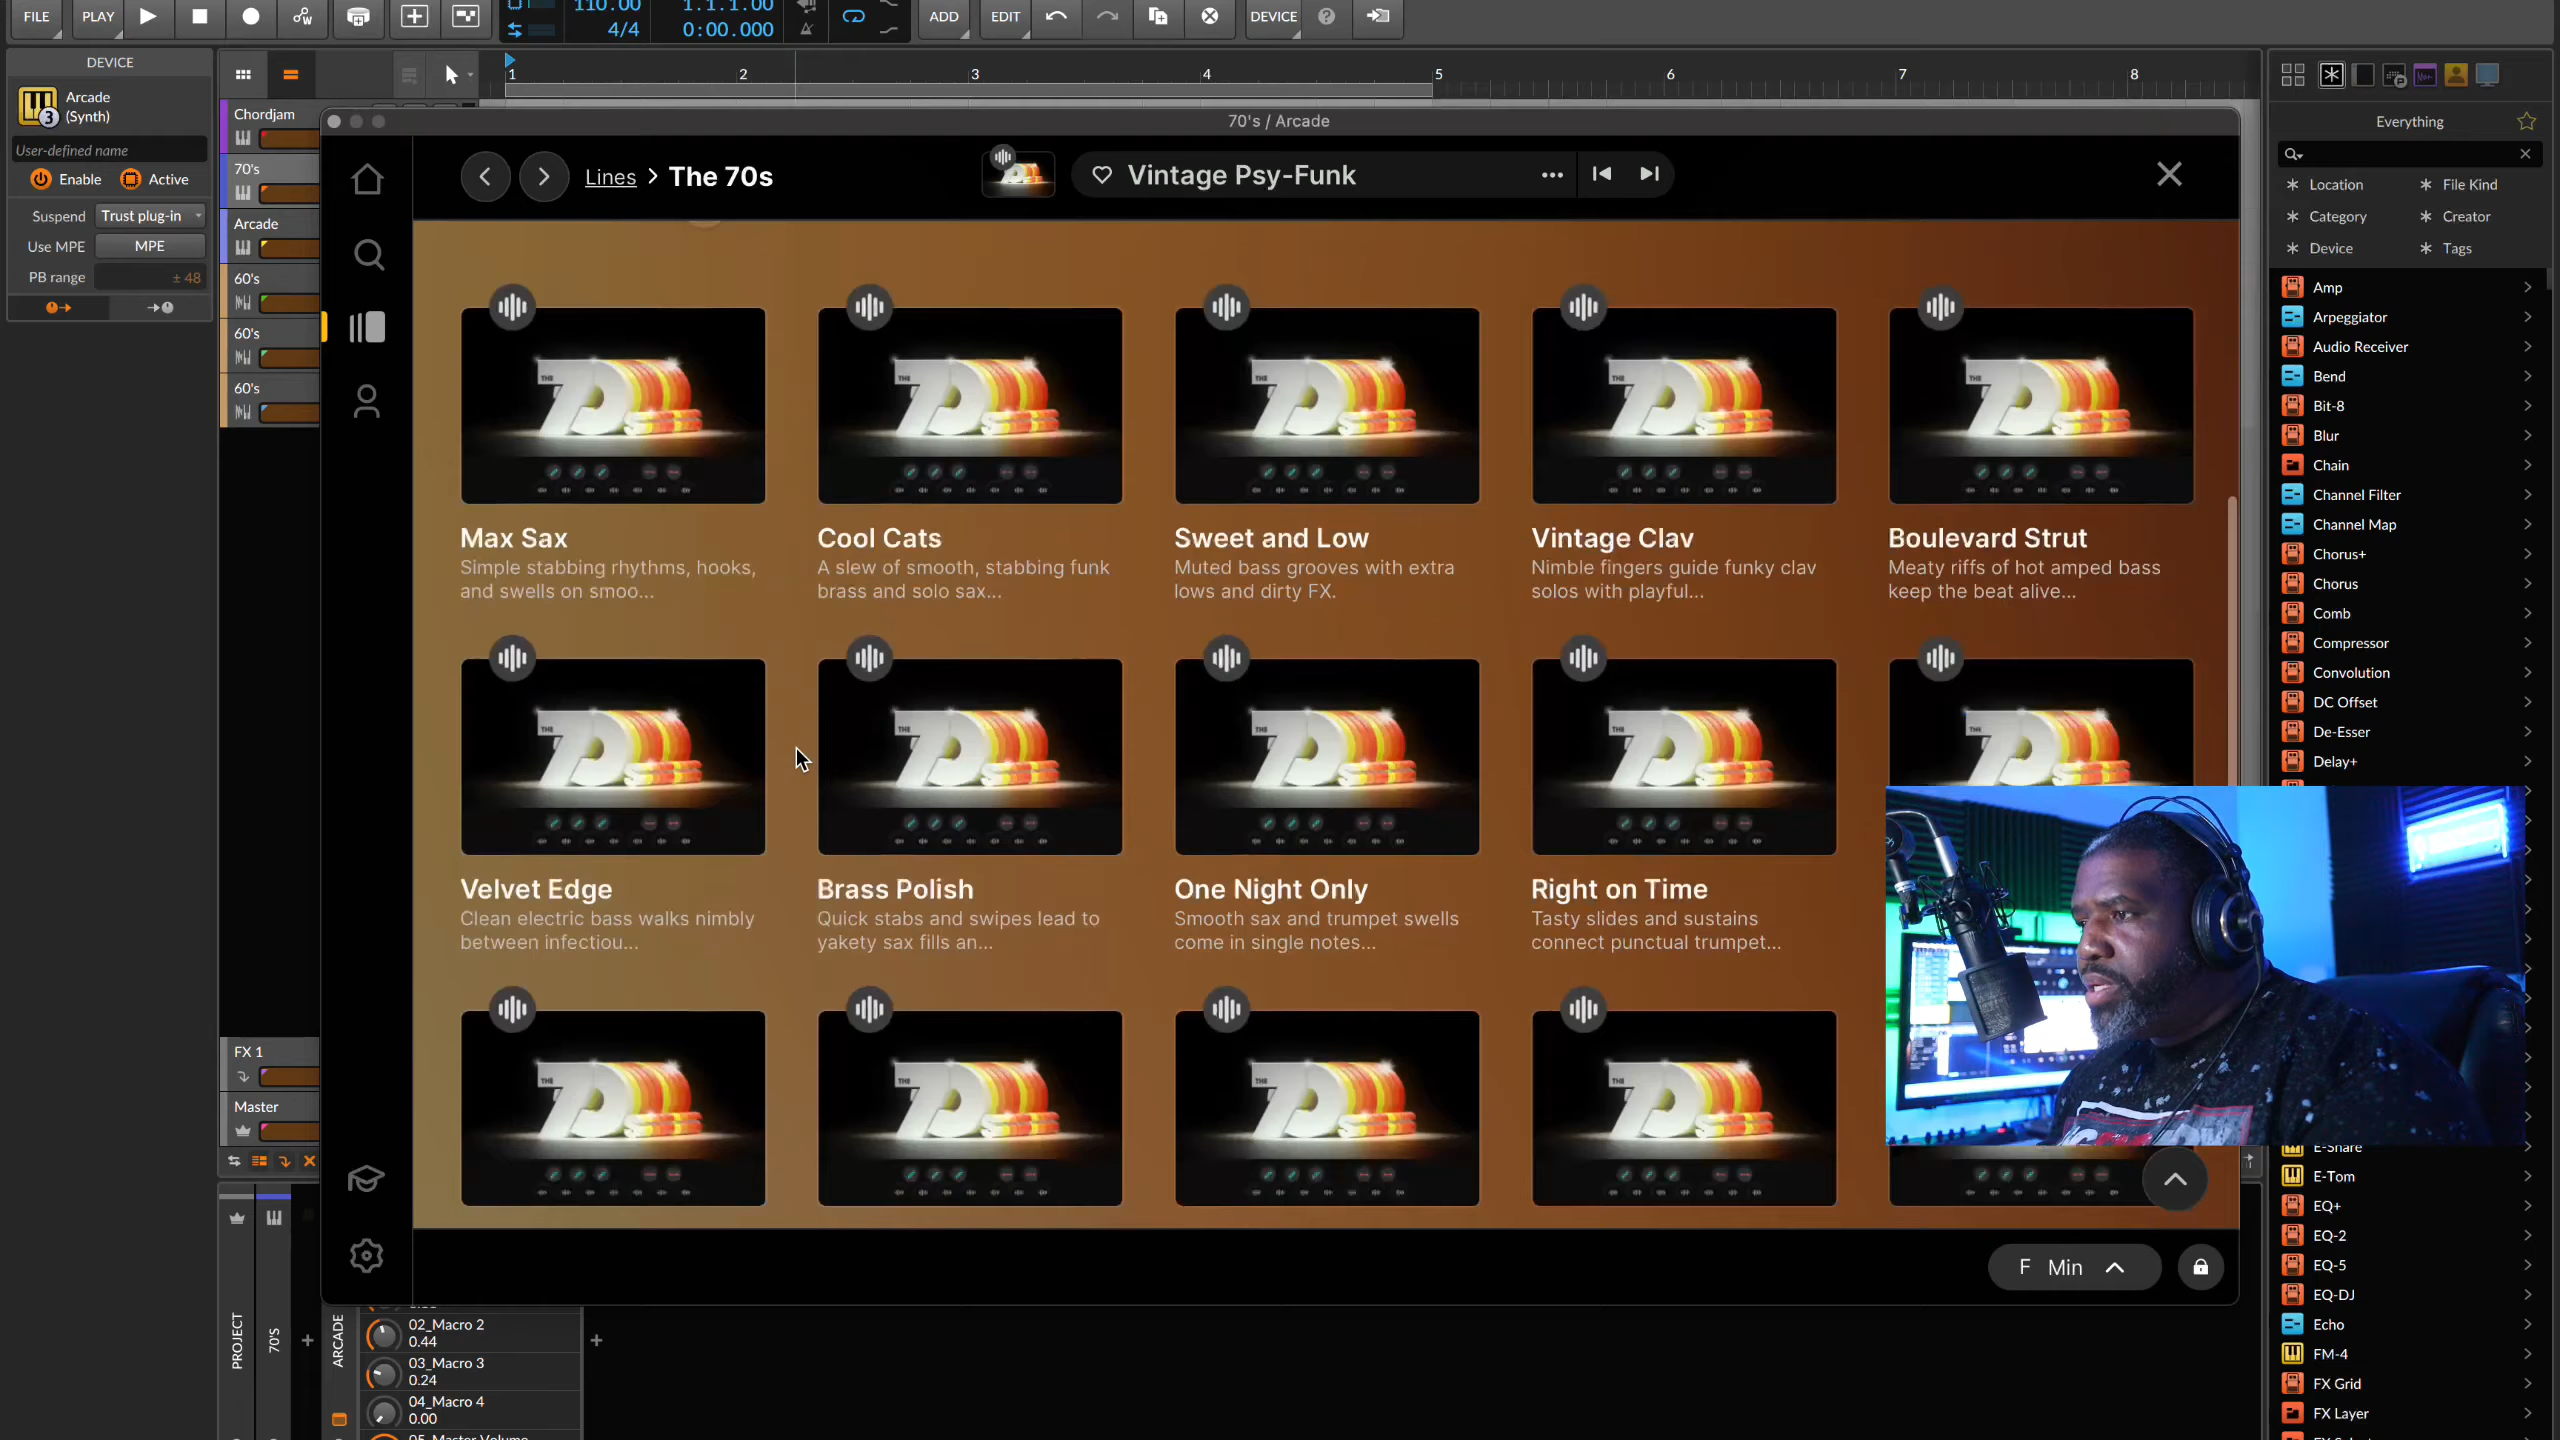 FILE
PLAY
110.00
4/4
1.1.1.00
0:00.000
ADD
EDIT
DEVICE
DEVICE
Arcade
(Synth)
User-defined name
Enable
Active
Suspend
Trust plug-in
Use MPE
MPE
PB range
± 48
1
2
3
4
5
6
7
8
Chordjam
70's
Arcade
60's
60's
60's
FX 1
Master
70's / Arcade
Lines > The 70s
Vintage Psy-Funk
Max Sax
Simple stabbing rhythms, hooks,
and swells on smoo...
Cool Cats
A slew of smooth, stabbing funk
brass and solo sax...
Sweet and Low
Muted bass grooves with extra
lows and dirty FX.
Vintage Clav
Nimble fingers guide funky clav
solos with playful...
Boulevard Strut
Meaty riffs of hot amped bass
keep the beat alive...
Velvet Edge
Clean electric bass walks nimbly
between infectiou...
Brass Polish
Quick stabs and swipes lead to
yakety sax fills an...
One Night Only
Smooth sax and trumpet swells
come in single notes...
Right on Time
Tasty slides and sustains
connect punctual trumpet...
F Min
PROJECT
70'S
ARCADE
02_Macro 2
0.44
03_Macro 3
0.24
04_Macro 4
0.00
Everything
Location
File Kind
Category
Creator
Device
Tags
Amp
Arpeggiator
Audio Receiver
Bend
Bit-8
Blur
Chain
Channel Filter
Channel Map
Chorus+
Chorus
Comb
Compressor
Convolution
DC Offset
De-Esser
Delay+
E-Snare
E-Tom
EQ+
EQ-2
EQ-5
EQ-DJ
Echo
FM-4
FX Grid
FX Layer